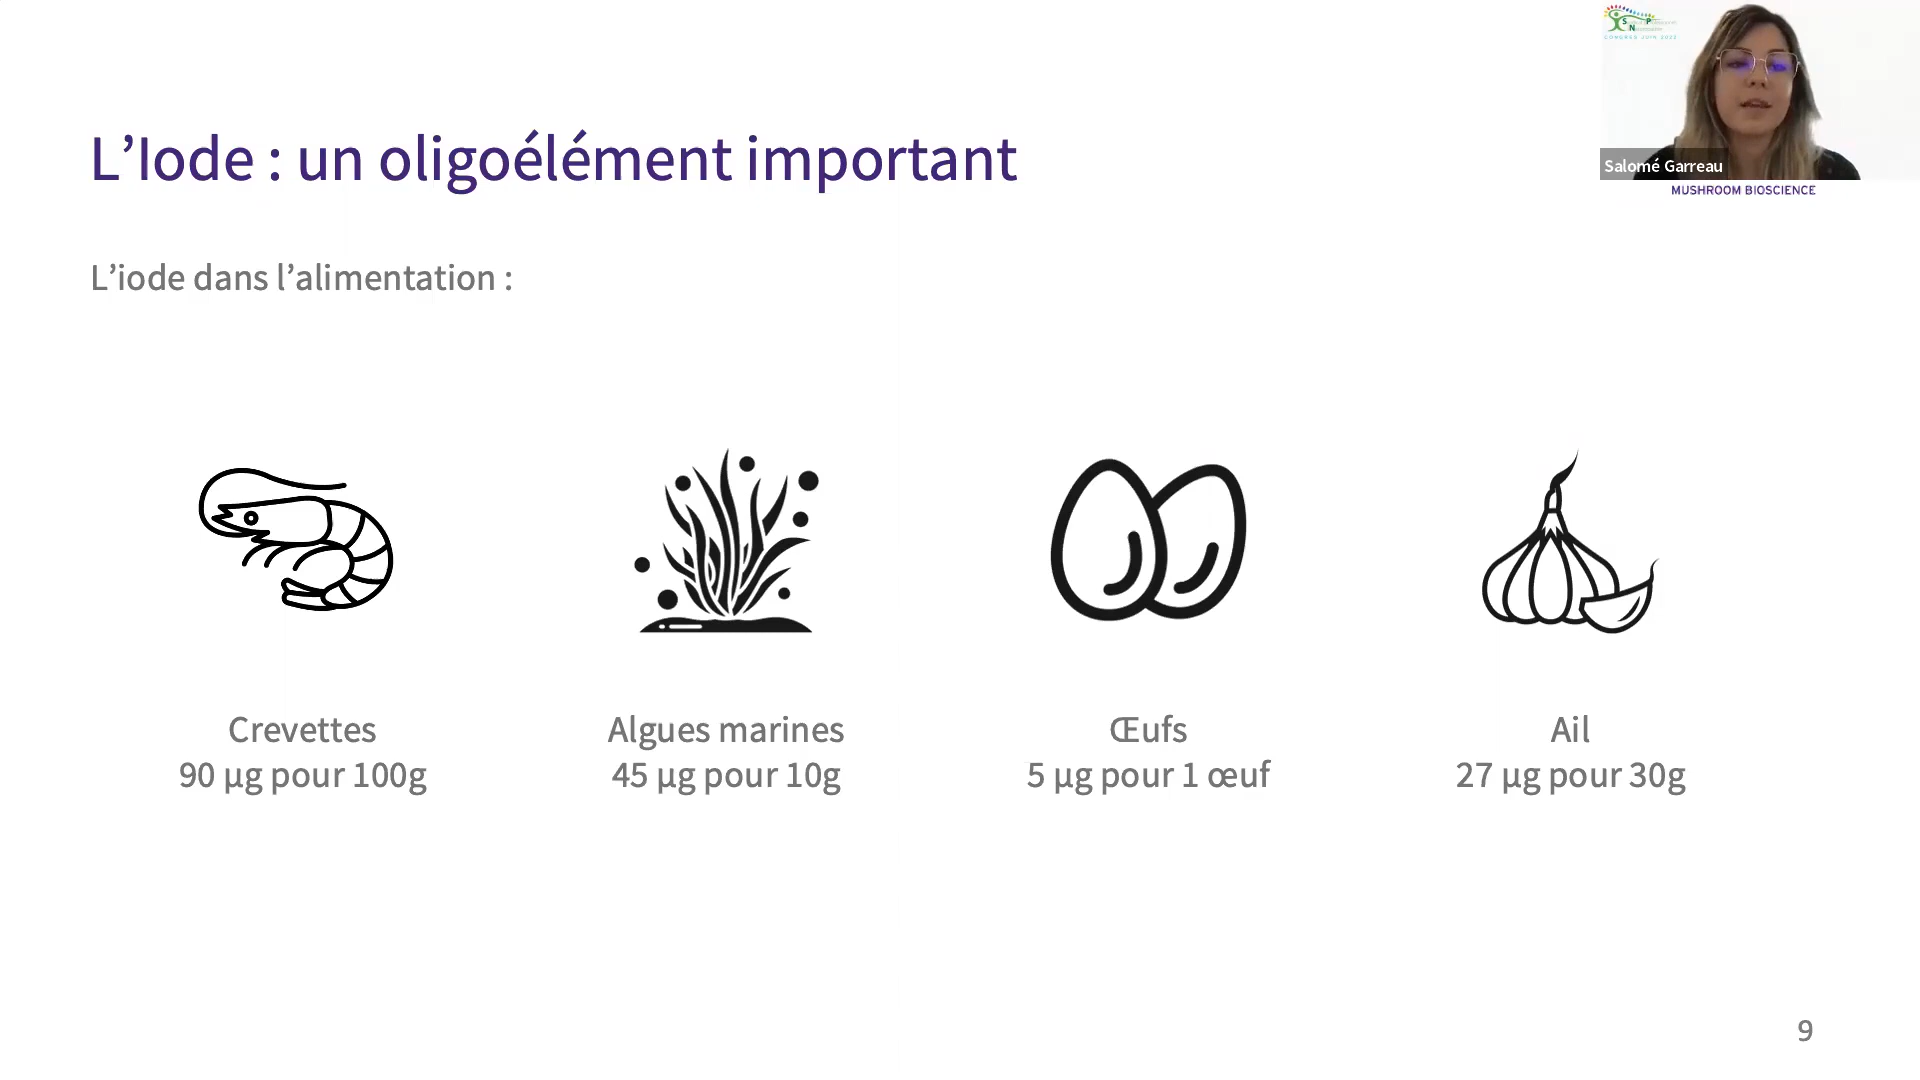 L’Iode : un oligoélément important
Salomé Garreau
MUSHROOM BIOSCIENCE
L’iode dans l’alimentation :
Crevettes
90 µg pour 100g
Algues marines
45 µg pour 10g
Œufs
5 µg pour 1 œuf
Ail
27 µg pour 30g
9